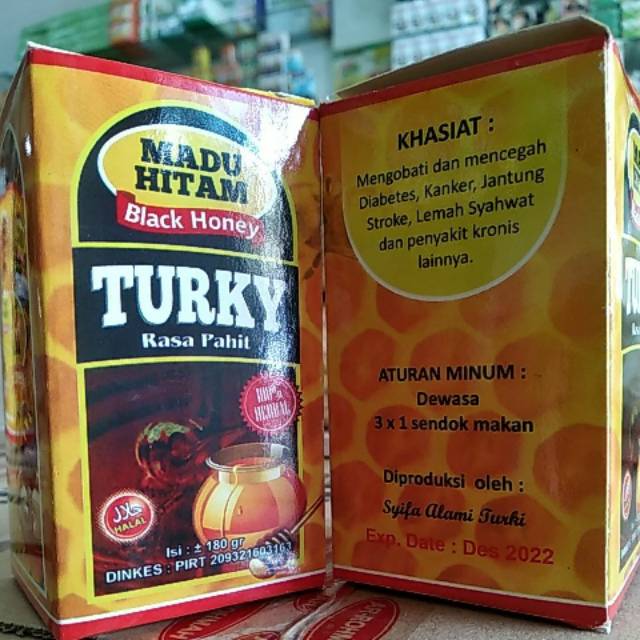 MADU
HITAM
Black Honey
TURKY
Rasa Pahit
100%
HERBAL
حلال
HALAL
Isi : ± 180 gr
DINKES : PIRT
KHASIAT :
Mengobati dan mencegah
Diabetes, Kanker, Jantung
Stroke, Lemah Syahwat
dan penyakit kronis
lainnya.
ATURAN MINUM :
Dewasa
3 x 1 sendok makan
Diproduksi oleh :
Syifa Alami Turki
Exp. Date : Des 2022